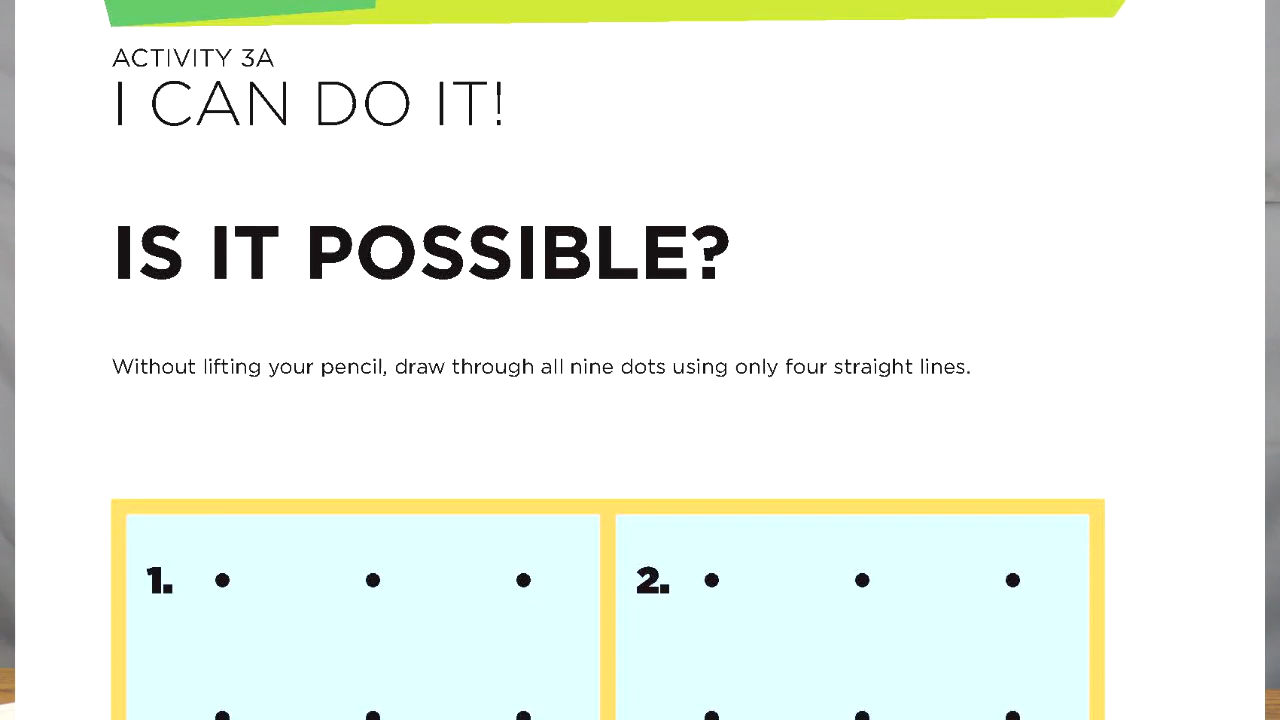 ACTIVITY 3A
I CAN DO IT!
IS IT POSSIBLE?
Without lifting your pencil, draw through all nine dots using only four straight lines.
1.
2.